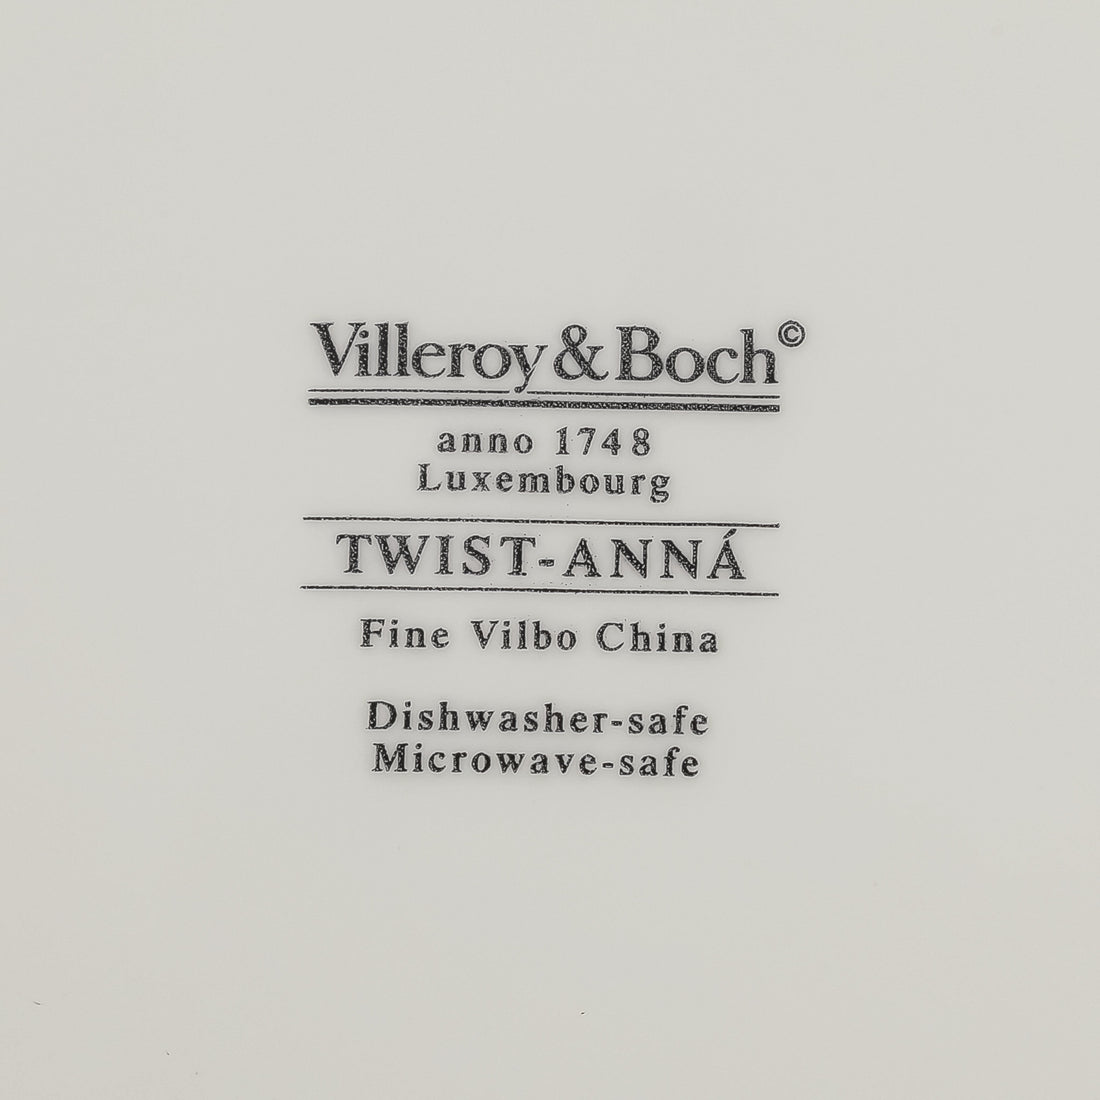 Villeroy & Boch©
anno 1748
Luxembourg
TWIST-ANNÁ
Fine Vilbo China
Dishwasher-safe
Microwave-safe